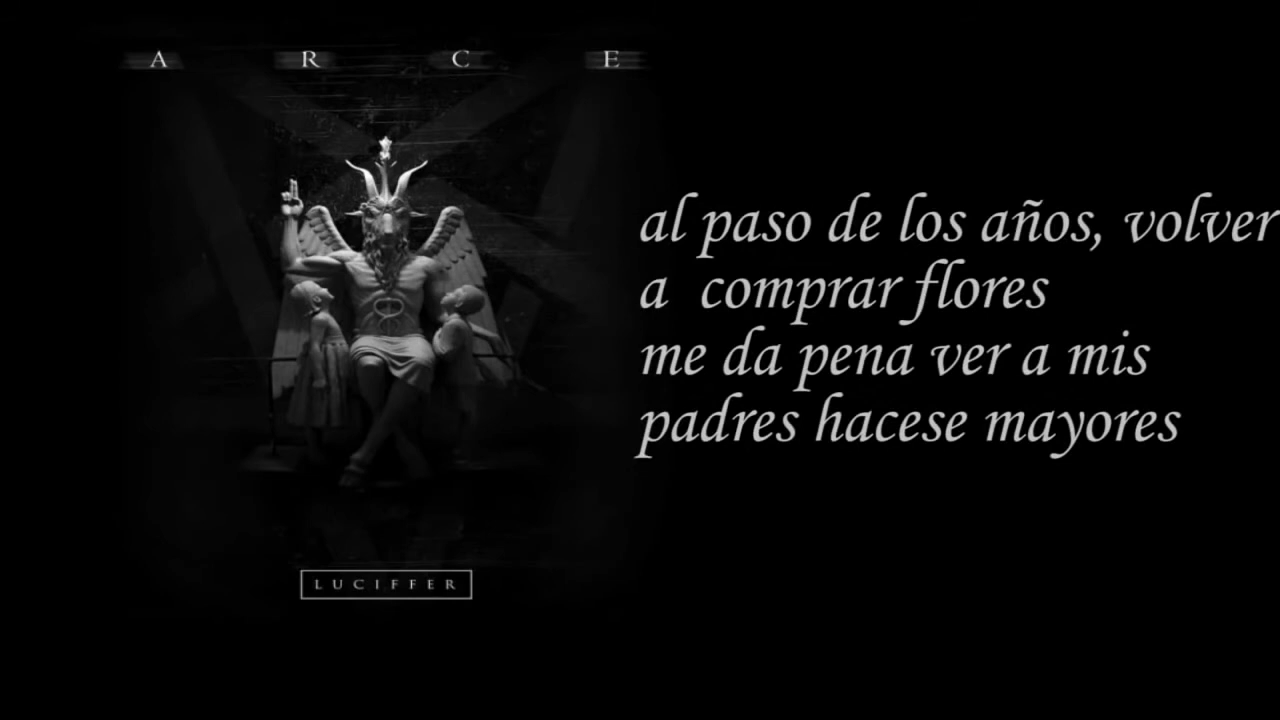 A R C E
al paso de los años, volver
a comprar flores
me da pena ver a mis
padres hacese mayores
LUCIFFER